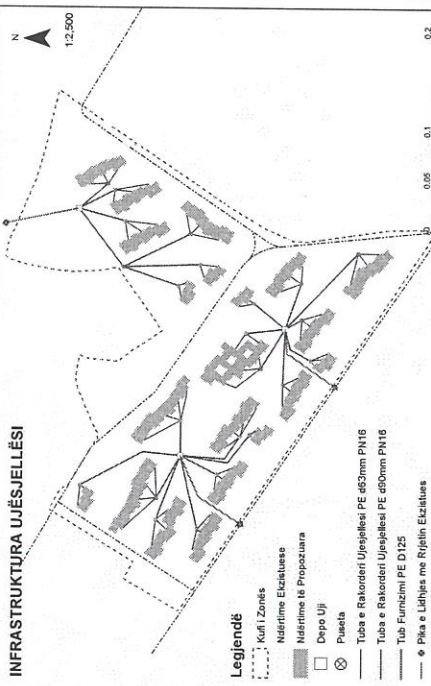 INFRASTRUKTURA UJËSJELLËSI
N
1:2,500
Legjendë
Kufi i Zonës
Ndërtime Ekzistuese
Ndërtime të Propozuara
Depo Uji
Puseta
Tuba e Rakorderi Ujesjellesi PE d63mm PN16
Tuba e Rakorderi Ujesjellesi PE d90mm PN16
Tub Furnizimi PE D125
Pika e Lidhjes me Rrjetin Ekzistues
0 0.05 0.1 0.2